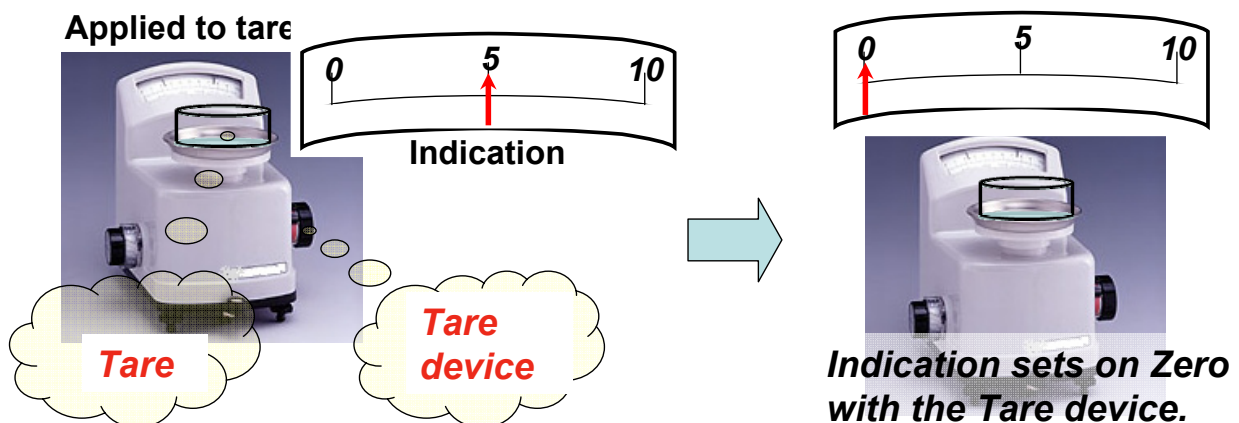 Applied to tare
0 5 10
Indication
Tare
Tare
device
0 5 10
Indication sets on Zero
with the Tare device.